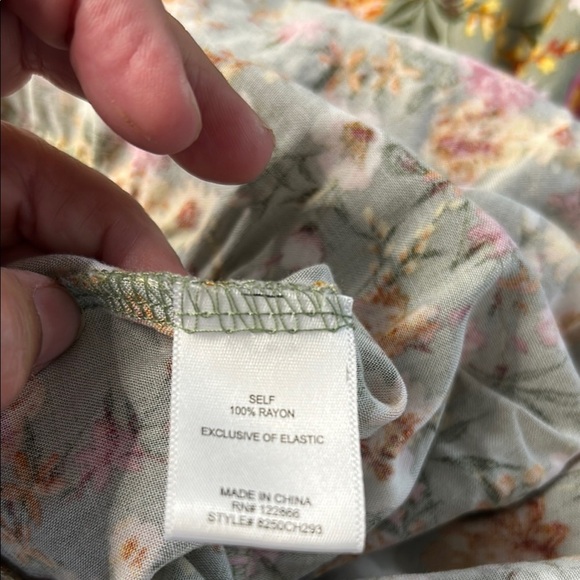 SELF
100% RAYON
EXCLUSIVE OF ELASTIC
MADE IN CHINA
RN# 122866
STYLE# 8250CH293